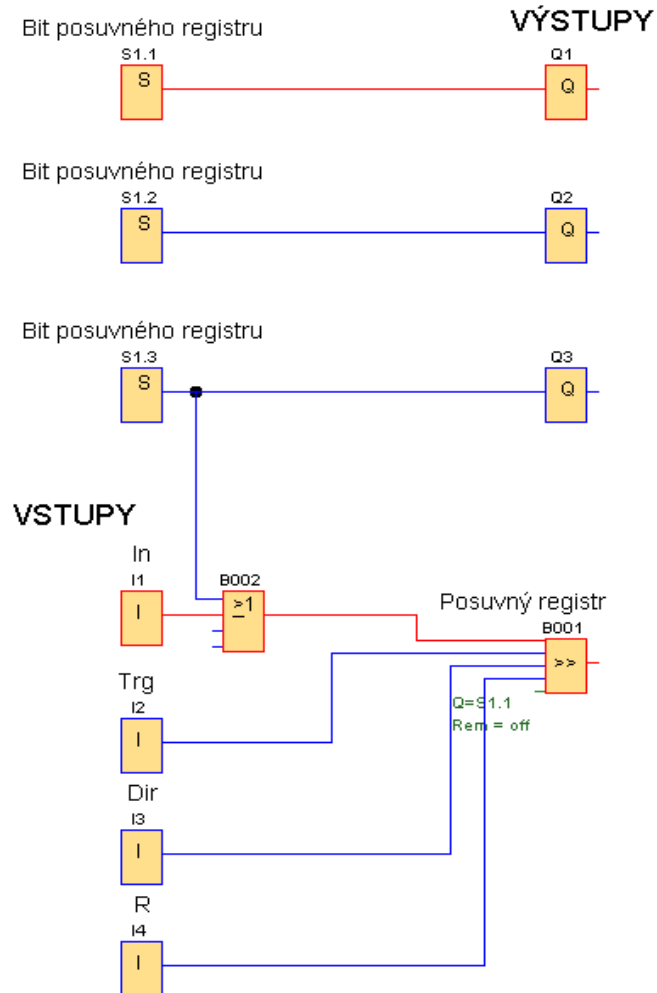 Bit posuvného registru
VÝSTUPY
S1.1
Q1
S
Q
Bit posuvného registru
S1.2
Q2
S
Q
Bit posuvného registru
S1.3
Q3
S
Q
VSTUPY
In
I1
I
B002
>1
Posuvný registr
B001
>>
Q=S1.1
Rem = off
Trg
I2
I
Dir
I3
I
R
I4
I